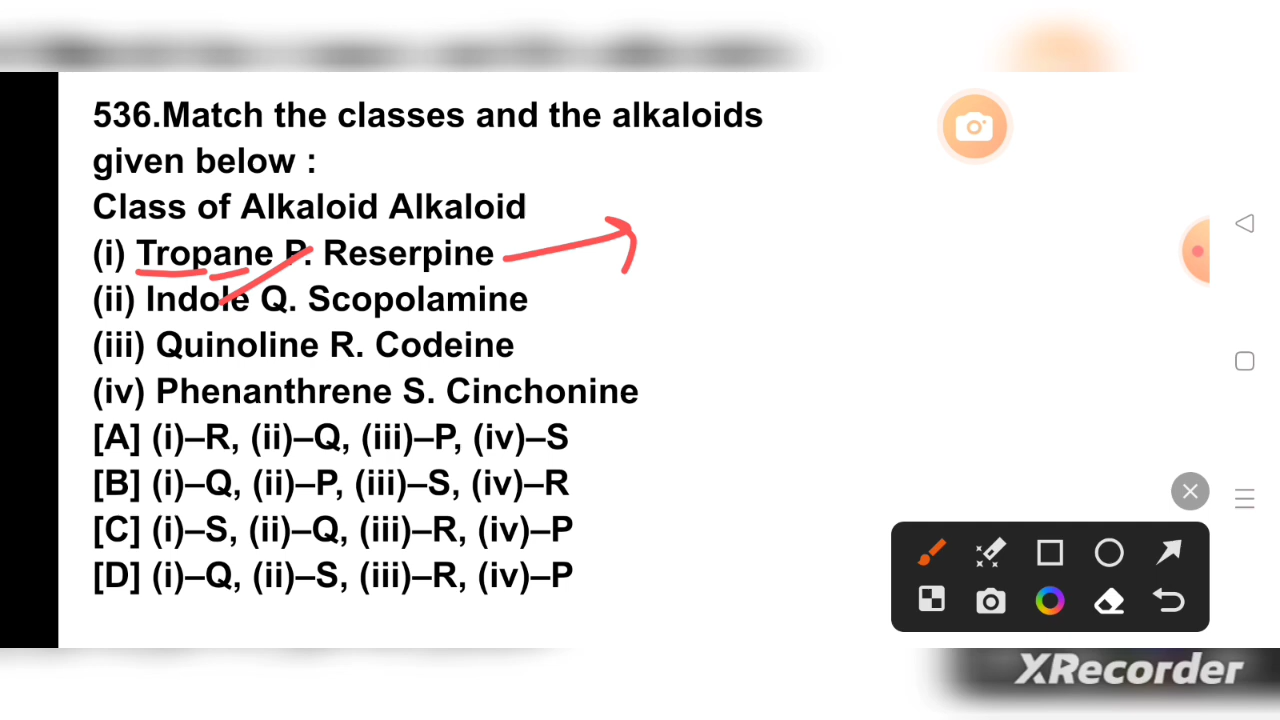 536.Match the classes and the alkaloids
given below :
Class of Alkaloid Alkaloid
(i) Tropane P. Reserpine
(ii) Indole Q. Scopolamine
(iii) Quinoline R. Codeine
(iv) Phenanthrene S. Cinchonine
[A] (i)–R, (ii)–Q, (iii)–P, (iv)–S
[B] (i)–Q, (ii)–P, (iii)–S, (iv)–R
[C] (i)–S, (ii)–Q, (iii)–R, (iv)–P
[D] (i)–Q, (ii)–S, (iii)–R, (iv)–P
XRecorder